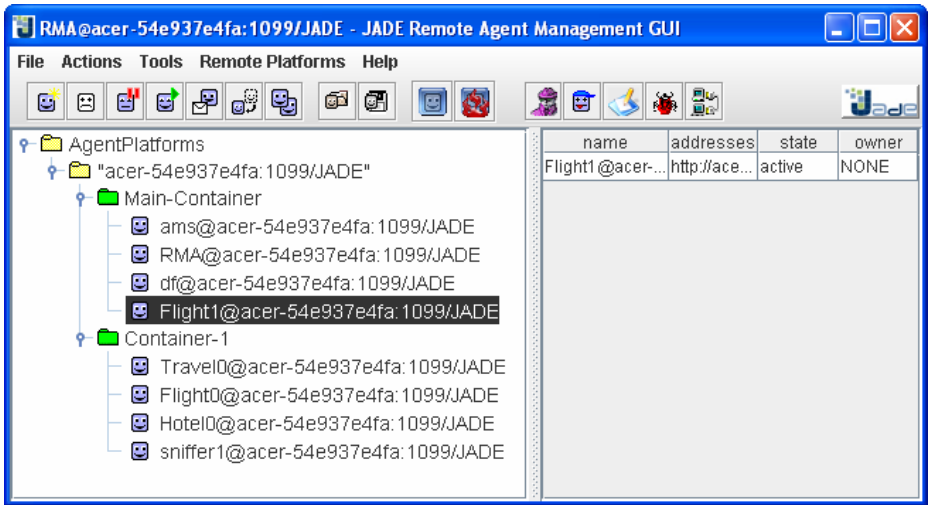 RMA@acer-54e937e4fa:1099/JADE - JADE Remote Agent Management GUI
File Actions Tools Remote Platforms Help
Jade
AgentPlatforms
"acer-54e937e4fa:1099/JADE"
Main-Container
ams@acer-54e937e4fa:1099/JADE
RMA@acer-54e937e4fa:1099/JADE
df@acer-54e937e4fa:1099/JADE
Flight1@acer-54e937e4fa:1099/JADE
Container-1
Travel0@acer-54e937e4fa:1099/JADE
Flight0@acer-54e937e4fa:1099/JADE
Hotel0@acer-54e937e4fa:1099/JADE
sniffer1@acer-54e937e4fa:1099/JADE
name addresses state owner
Flight1@acer-... http://ace... active NONE